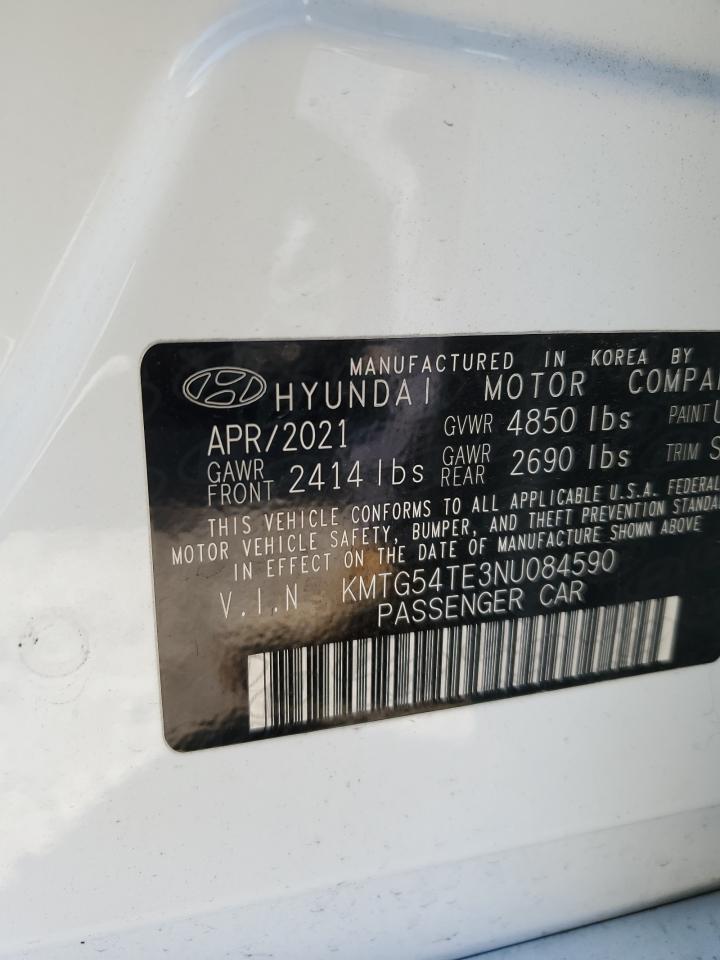 MANUFACTURED IN KOREA BY
HYUNDAI MOTOR COMPA
APR/2021 GVWR 4850 lbs PAINT U
GAWR FRONT 2414 lbs GAWR REAR 2690 lbs TRIM S
THIS VEHICLE CONFORMS TO ALL APPLICABLE U.S.A. FEDERAL
MOTOR VEHICLE SAFETY, BUMPER, AND THEFT PREVENTION STANDA
IN EFFECT ON THE DATE OF MANUFACTURE SHOWN ABOVE
V.I.N KMTG54TE3NU084590
PASSENGER CAR